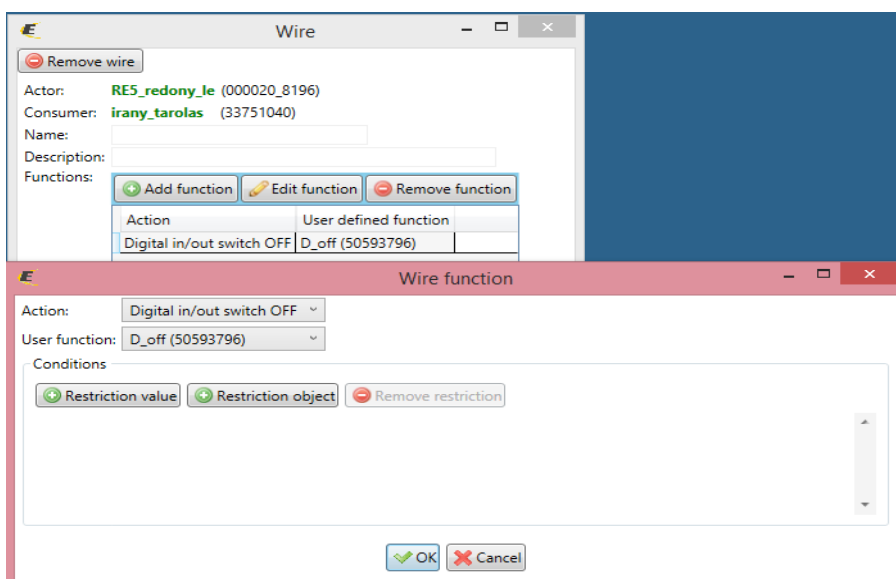 Wire
Remove wire
Actor: RE5_redony_le (000020_8196)
Consumer: irany_tarolas (33751040)
Name:
Description:
Functions:
Add function Edit function Remove function
Action User defined function
Digital in/out switch OFF D_off (50593796)
Wire function
Action: Digital in/out switch OFF
User function: D_off (50593796)
Conditions
Restriction value Restriction object Remove restriction
OK Cancel